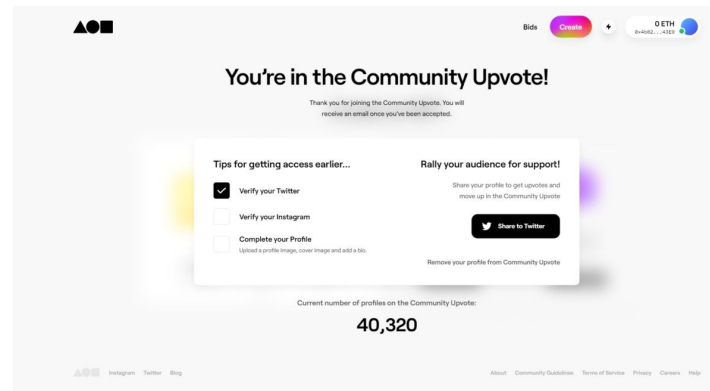 Bids
Create
0 ETH
You're in the Community Upvote!
Thank you for joining the Community Upvote. You will
receive an email once you've been accepted.
Tips for getting access earlier...
Verify your Twitter
Verify your Instagram
Complete your Profile
Upload a profile image, cover image and add a bio.
Rally your audience for support!
Share your profile to get upvotes and
move up in the Community Upvote
Share to Twitter
Remove your profile from Community Upvote
Current number of profiles on the Community Upvote:
40,320
Instagram Twitter Blog
About Community Guidelines Terms of Service Privacy Careers Help